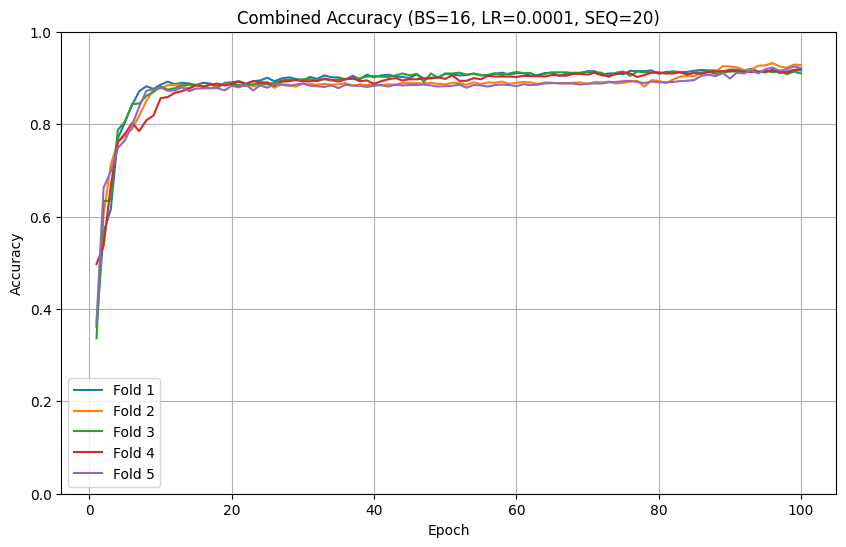 Combined Accuracy (BS=16, LR=0.0001, SEQ=20)
1.0
0.8
0.6
0.4
0.2
0.0
Accuracy
Fold 1
Fold 2
Fold 3
Fold 4
Fold 5
0 20 40 60 80 100
Epoch